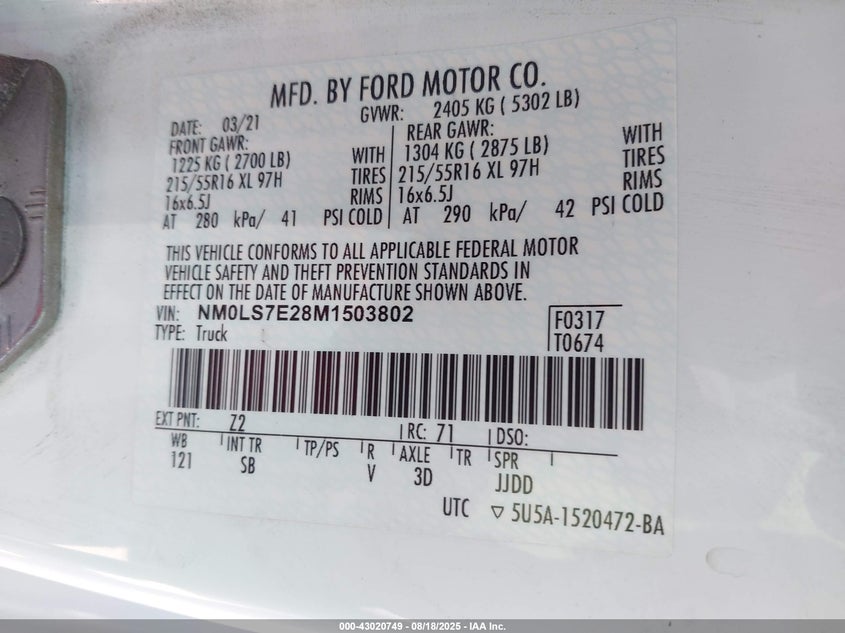 MFD. BY FORD MOTOR CO.
DATE: 03/21 GVWR: 2405 KG ( 5302 LB)
FRONT GAWR: REAR GAWR:
1225 KG ( 2700 LB) WITH 1304 KG ( 2875 LB) WITH
215/55R16 XL 97H TIRES 215/55R16 XL 97H TIRES
16x6.5J RIMS 16x6.5J RIMS
AT 280 kPa/ 41 PSI COLD AT 290 kPa/ 42 PSI COLD
THIS VEHICLE CONFORMS TO ALL APPLICABLE FEDERAL MOTOR
VEHICLE SAFETY AND THEFT PREVENTION STANDARDS IN
EFFECT ON THE DATE OF MANUFACTURE SHOWN ABOVE.
VIN: NM0LS7E28M1503802 F0317
TYPE: Truck T0674
EXT PNT: Z2 RC: 71 DSO:
WB INT TR TP/PS R AXLE TR SPR
121 SB V 3D JJDD
UTC ▽ 5U5A-1520472-BA
000-43020749 - 08/18/2025 - IAA Inc.